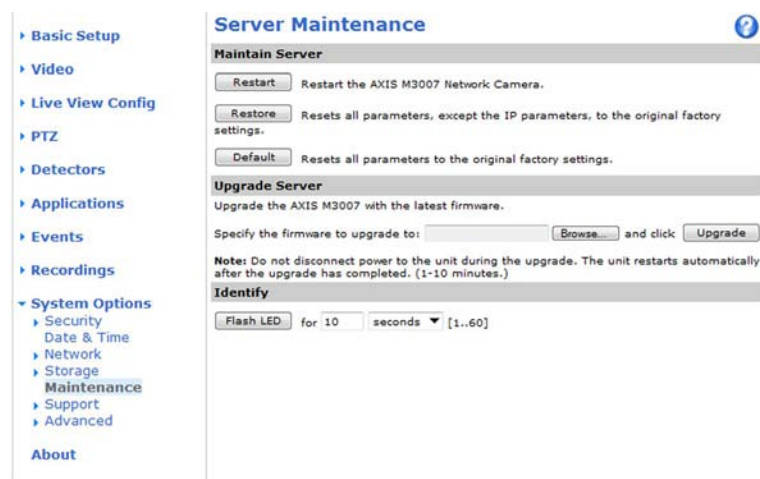 Basic Setup
Video
Live View Config
PTZ
Detectors
Applications
Events
Recordings
System Options
Security
Date & Time
Network
Storage
Maintenance
Support
Advanced
About
Server Maintenance
?
Maintain Server
Restart Restart the AXIS M3007 Network Camera.
Restore Resets all parameters, except the IP parameters, to the original factory
settings.
Default Resets all parameters to the original factory settings.
Upgrade Server
Upgrade the AXIS M3007 with the latest firmware.
Specify the firmware to upgrade to: Browse... and click Upgrade
Note: Do not disconnect power to the unit during the upgrade. The unit restarts automatically
after the upgrade has completed. (1-10 minutes.)
Identify
Flash LED for 10 seconds [1..60]